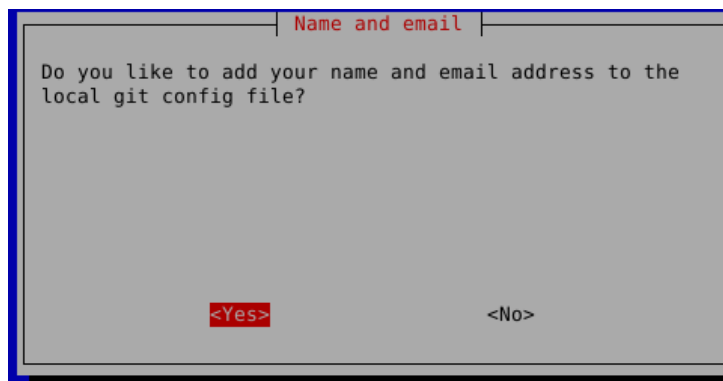 Name and email
Do you like to add your name and email address to the
local git config file?
<Yes> <No>